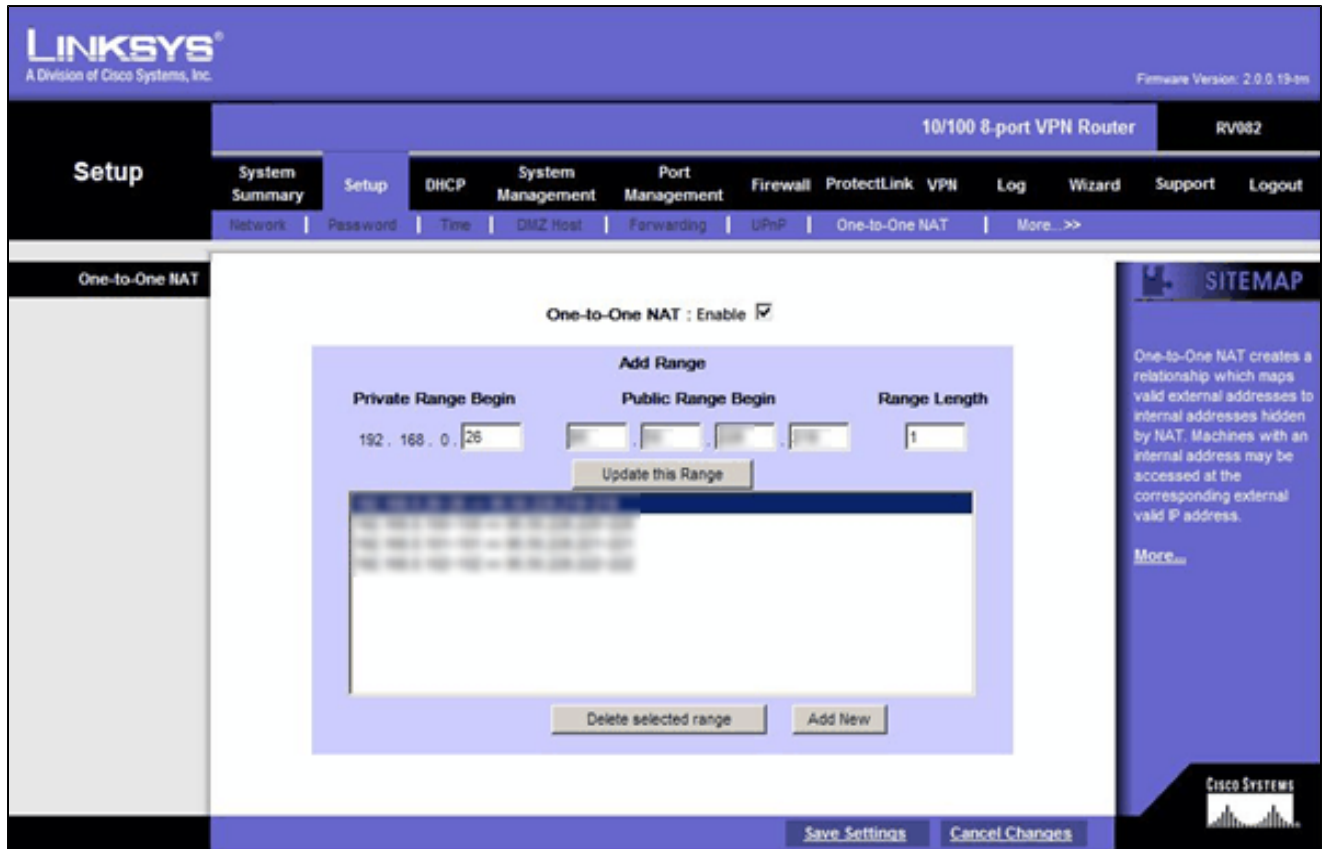 LINKSYS®
A Division of Cisco Systems, Inc.
Firmware Version: 2.0.0.19-tm
10/100 8-port VPN Router
RV082
Setup
System Summary
Setup
DHCP
System Management
Port Management
Firewall
ProtectLink
VPN
Log
Wizard
Support
Logout
Network | Password | Time | DMZ Host | Forwarding | UPnP | One-to-One NAT | More...>>
One-to-One NAT
One-to-One NAT : Enable
Add Range
Private Range Begin
Public Range Begin
Range Length
192 . 168 . 0 . 26
1
Update this Range
Delete selected range
Add New
SITEMAP
One-to-One NAT creates a
relationship which maps
valid external addresses to
internal addresses hidden
by NAT. Machines with an
internal address may be
accessed at the
corresponding external
valid IP address.
More...
Save Settings
Cancel Changes
CISCO SYSTEMS